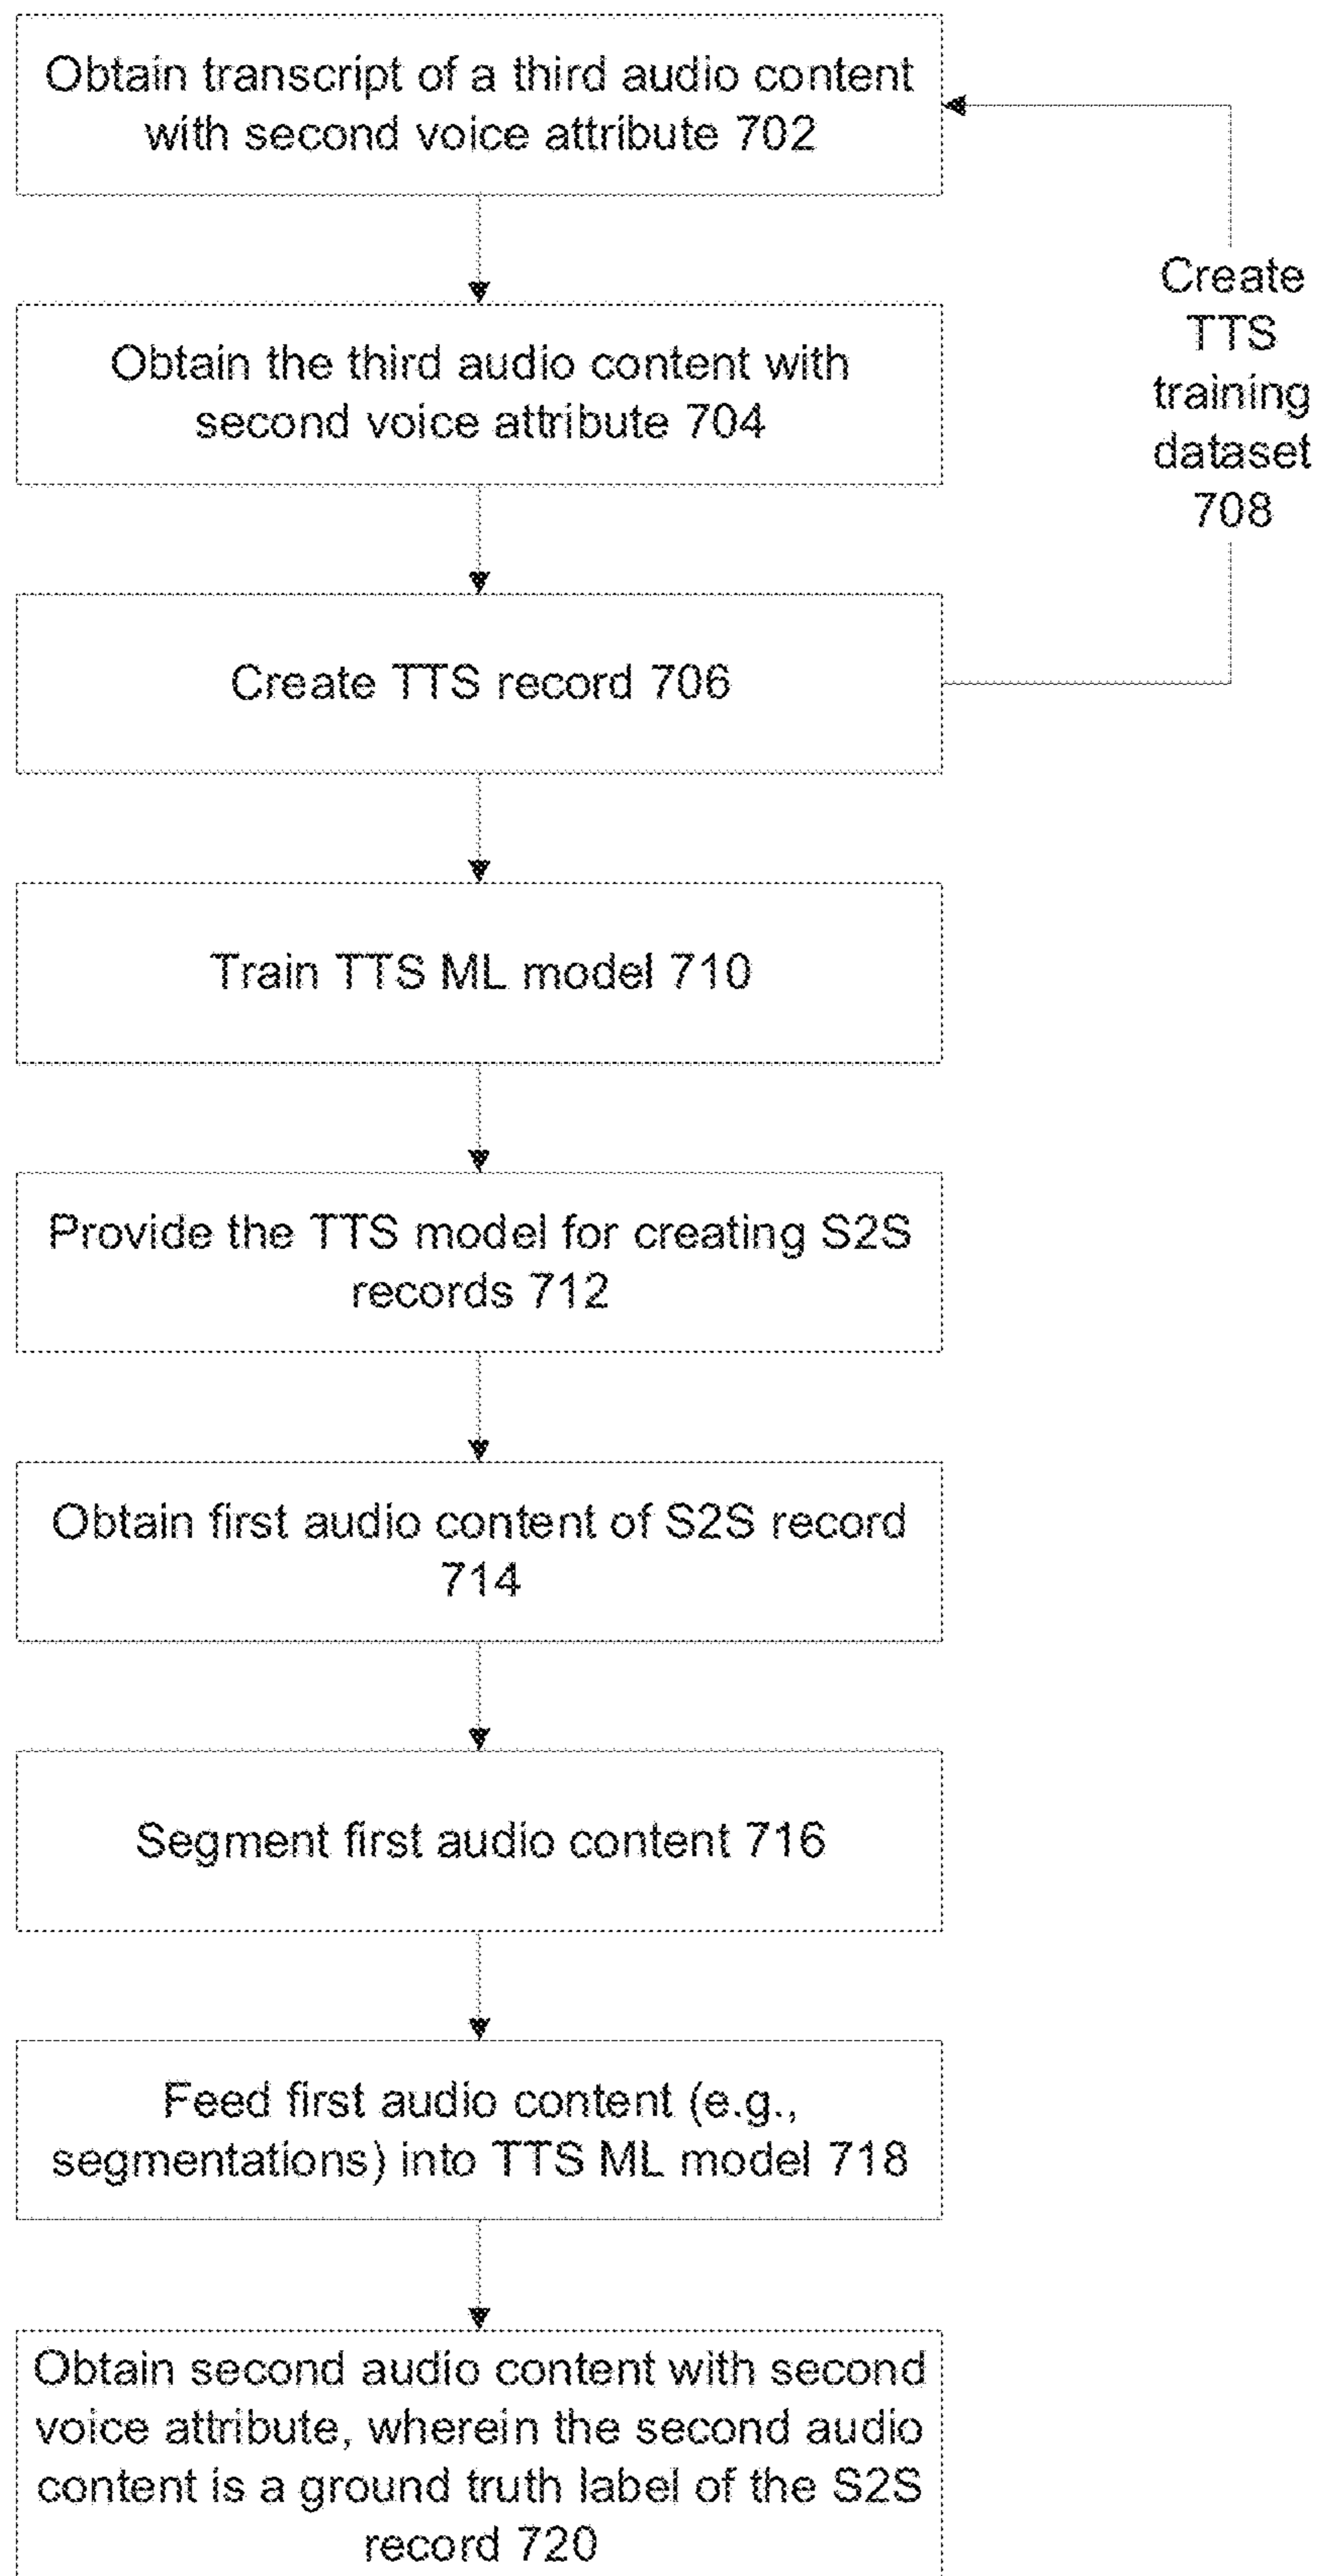 Obtain transcript of a third audio content
with second voice attribute 702
Obtain the third audio content with
second voice attribute 704
Create
TTS
training
dataset
708
Create TTS record 706
Train TTS ML model 710
Provide the TTS model for creating S2S
records 712
Obtain first audio content of S2S record
714
Segment first audio content 716
Feed first audio content (e.g.,
segmentations) into TTS ML model 718
Obtain second audio content with second
voice attribute, wherein the second audio
content is a ground truth label of the S2S
record 720